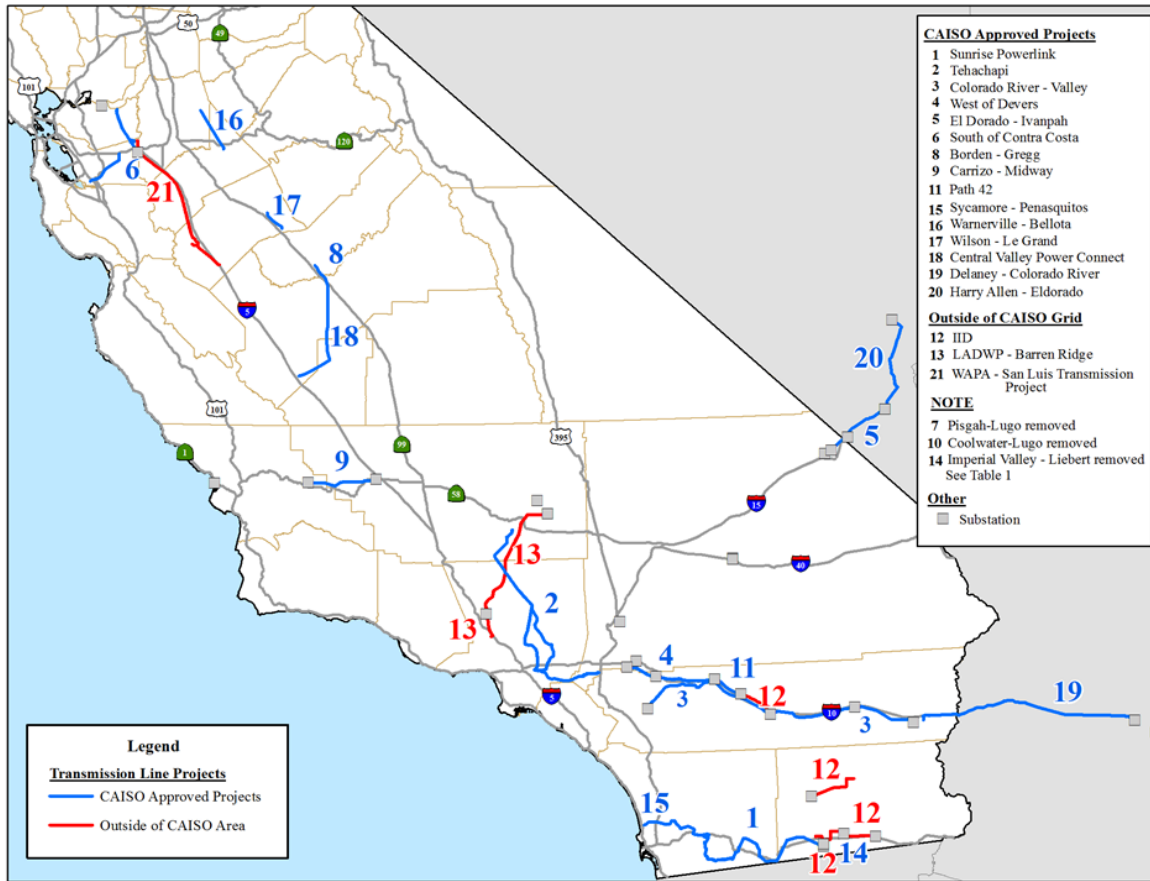 50
49
101
CAISO Approved Projects
1 Sunrise Powerlink
2 Tehachapi
3 Colorado River - Valley
4 West of Devers
5 El Dorado - Ivanpah
6 South of Contra Costa
8 Borden - Gregg
9 Carrizo - Midway
11 Path 42
15 Sycamore - Penasquitos
16 Warnerville - Bellota
17 Wilson - Le Grand
18 Central Valley Power Connect
19 Delaney - Colorado River
20 Harry Allen - Eldorado
Outside of CAISO Grid
12 IID
13 LADWP - Barren Ridge
21 WAPA - San Luis Transmission
Project
NOTE
7 Pisgah-Lugo removed
10 Coolwater-Lugo removed
14 Imperial Valley - Liebert removed
See Table 1
Other
Substation
16
120
6
21
17
8
5
18
20
101
395
5
99
1
9
58
15
13
40
2
13
4
11
3
12
5
10
3
19
12
15
1
12
14
12
Legend
Transmission Line Projects
CAISO Approved Projects
Outside of CAISO Area